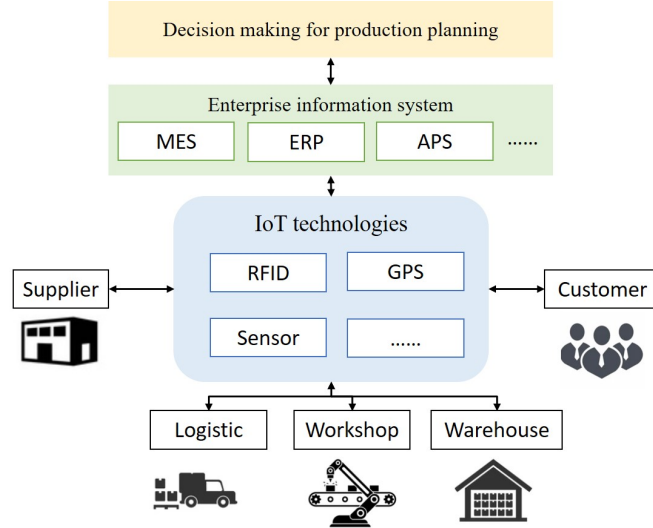 Decision making for production planning
Enterprise information system
MES ERP APS ......
IoT technologies
RFID GPS
Supplier Customer
Sensor ......
Logistic Workshop Warehouse